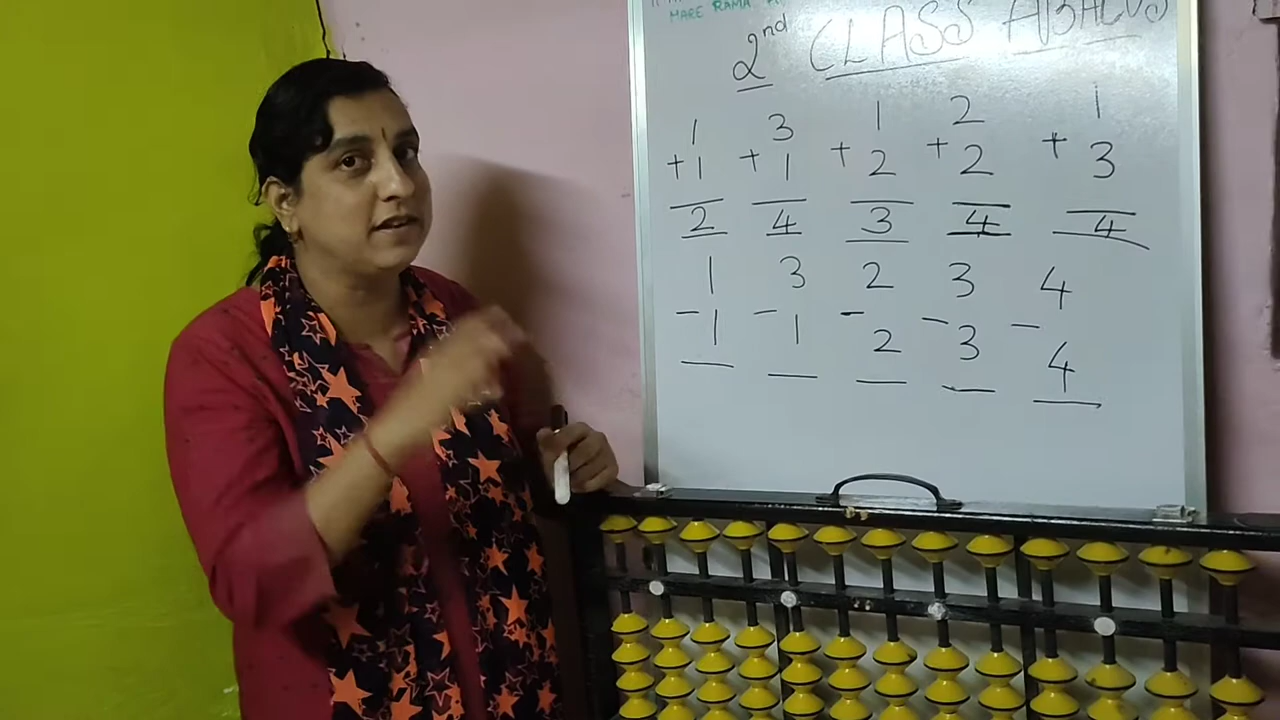 HARE RAMA
2nd CLASS ABACUS
1 3 1 2 1
+1 +1 +2 +2 +3
2 4 3 4 4
1 3 2 3 4
-1 -1 -2 -3 -4